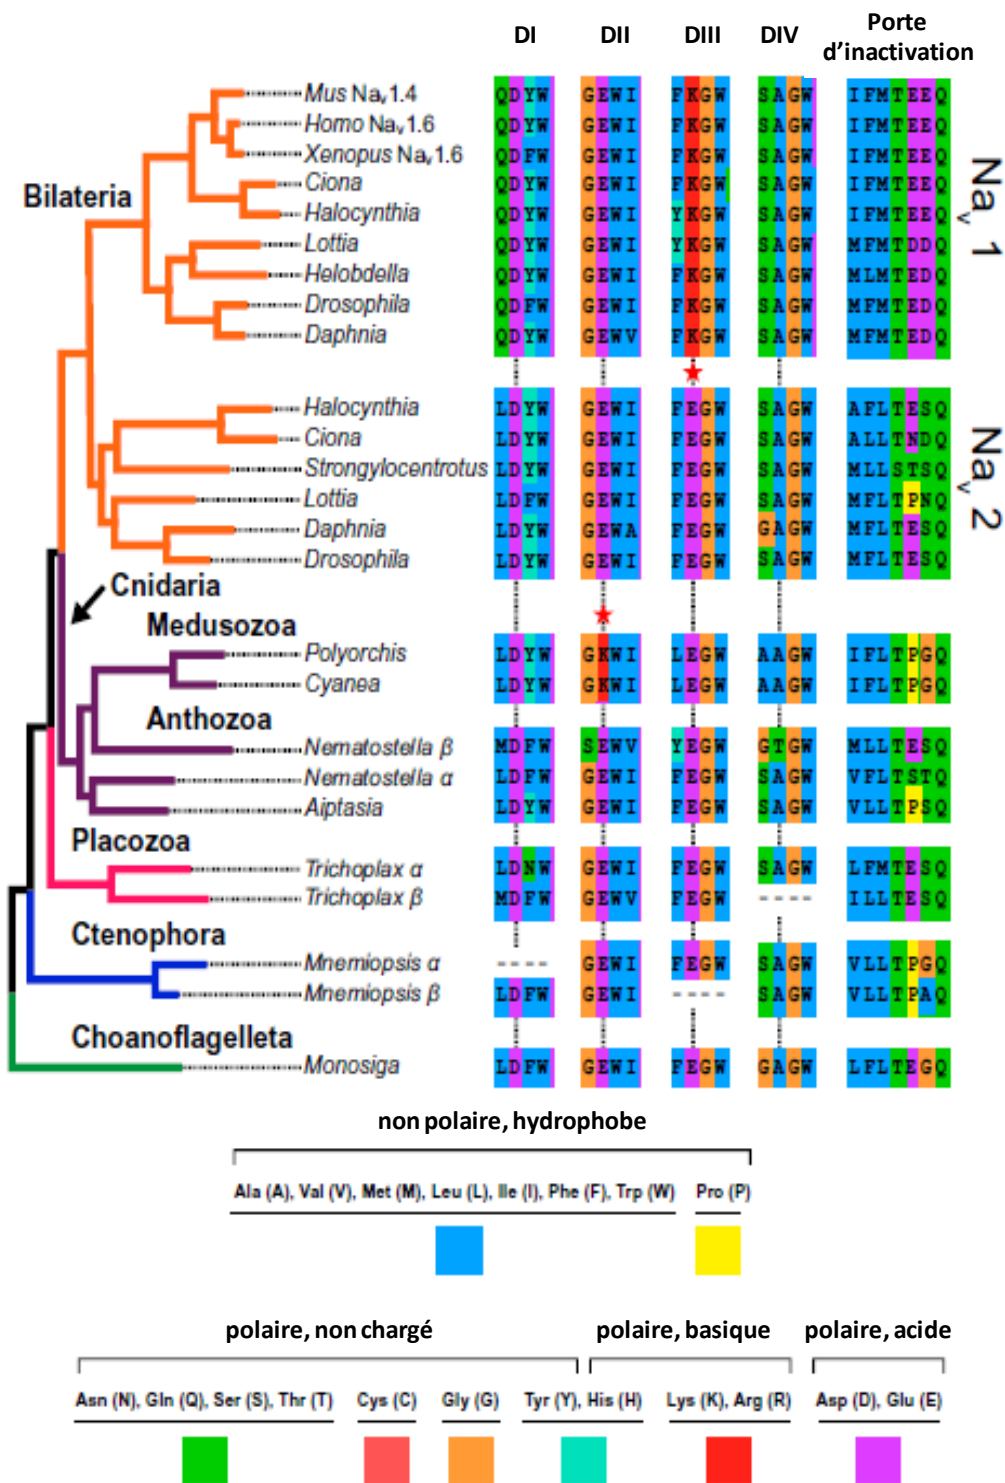 DI DII DIII DIV Porte d'inactivation
Mus Nav1.4 QDYW GEWI FKGW SAGW IFMTEEQ
Homo Nav1.6 QDYW GEWI FKGW SAGW IFMTEEQ
Xenopus Nav1.6 QDFW GEWI FKGW SAGW IFMTEEQ
Bilateria
Ciona QDYW GEWI FKGW SAGW IFMTEEQ
Halocynthia QDYW GEWI YKGW SAGW IFMTEEQ
Lottia QDYW GEWI YKGW SAGW MFMTDDQ
Helobdella QDYW GEWI FKGW SAGW MLMTEDQ
Drosophila QDFW GEWI FKGW SAGW MFMTEDQ
Daphnia QDYW GEWV FKGW SAGW MFMTEDQ
Nav 1
Halocynthia LDYW GEWI FEGW SAGW AFLTESQ
Ciona LDYW GEWI FEGW SAGW ALLTNDQ
Strongylocentrotus LDYW GEWI FEGW SAGW MLLSTSQ
Lottia LDFW GEWI FEGW SAGW MFLTPNQ
Daphnia LDYW GEWA FEGW GAGW MFLTESQ
Drosophila LDYW GEWI FEGW SAGW MFLTESQ
Nav 2
Cnidaria
Medusozoa
Polyorchis LDYW GKWI LEGW AAGW IFLTPGQ
Cyanea LDYW GKWI LEGW AAGW IFLTPGQ
Anthozoa
Nematostella β MDFW SEWV YEGW GTGW MLLTESQ
Nematostella α LDFW GEWI FEGW SAGW VFLTSTQ
Aiptasia LDYW GEWI FEGW SAGW VLLTPSQ
Placozoa
Trichoplax α LDNW GEWI FEGW SAGW LFMTESQ
Trichoplax β MDFW GEWV FEGW ---- ILLTESQ
Ctenophora
Mnemiopsis α ---- GEWI FEGW SAGW VLLTPGQ
Mnemiopsis β LDFW GEWI ---- SAGW VLLTPAQ
Choanoflagelleta
Monosiga LDFW GEWI FEGW GAGW LFLTEGQ
non polaire, hydrophobe
Ala (A), Val (V), Met (M), Leu (L), Ile (I), Phe (F), Trp (W) Pro (P)
polaire, non chargé polaire, basique polaire, acide
Asn (N), Gln (Q), Ser (S), Thr (T) Cys (C) Gly (G) Tyr (Y), His (H) Lys (K), Arg (R) Asp (D), Glu (E)